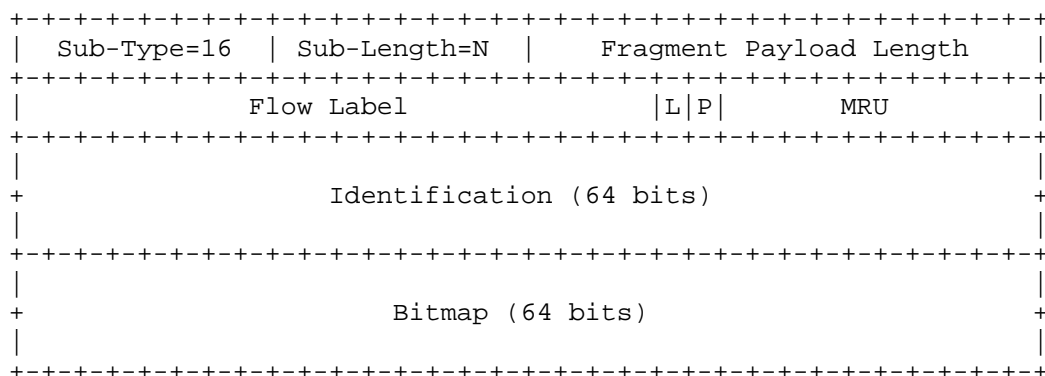 +-+-+-+-+-+-+-+-+-+-+-+-+-+-+-+-+-+-+-+-+-+-+-+-+-+-+-+-+-+-+-+-+
|  Sub-Type=16  | Sub-Length=N  |    Fragment Payload Length    |
+-+-+-+-+-+-+-+-+-+-+-+-+-+-+-+-+-+-+-+-+-+-+-+-+-+-+-+-+-+-+-+-+
|              Flow Label               |L|P|       MRU         |
+-+-+-+-+-+-+-+-+-+-+-+-+-+-+-+-+-+-+-+-+-+-+-+-+-+-+-+-+-+-+-+-+
|                                                               |
+                   Identification (64 bits)                    +
|                                                               |
+-+-+-+-+-+-+-+-+-+-+-+-+-+-+-+-+-+-+-+-+-+-+-+-+-+-+-+-+-+-+-+-+
|                                                               |
+                       Bitmap (64 bits)                        +
|                                                               |
+-+-+-+-+-+-+-+-+-+-+-+-+-+-+-+-+-+-+-+-+-+-+-+-+-+-+-+-+-+-+-+-+